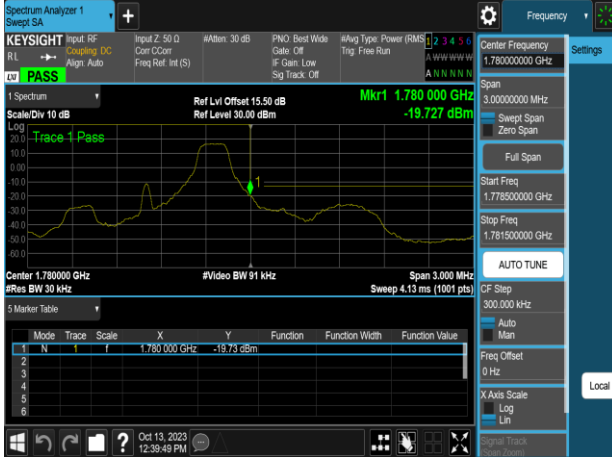 Spectrum Analyzer 1
Swept SA
Frequency
KEYSIGHT
RL
LXI PASS
Input: RF
Coupling: DC
Align: Auto
Input Z: 50 Ω
Corr CCorr
Freq Ref: Int (S)
#Atten: 30 dB
PNO: Best Wide
Gate: Off
IF Gain: Low
Sig Track: Off
#Avg Type: Power (RMS
Trig: Free Run
1 2 3 4 5 6
A WW WW W
A N N N N N
1 Spectrum
Scale/Div 10 dB
Ref Lvl Offset 15.50 dB
Ref Level 30.00 dBm
Mkr1 1.780 000 GHz
-19.727 dBm
Log
Trace 1 Pass
20.0
10.0
0.00
-10.0
-20.0
-30.0
-40.0
-50.0
-60.0
1
Center 1.780000 GHz
#Res BW 30 kHz
#Video BW 91 kHz
Span 3.000 MHz
Sweep 4.13 ms (1001 pts)
5 Marker Table
Mode Trace Scale X Y Function Function Width Function Value
1 N 1 f 1.780 000 GHz -19.73 dBm
2
3
4
5
6
Oct 13, 2023
12:39:49 PM
Center Frequency
1.780000000 GHz
Span
3.00000000 MHz
Swept Span
Zero Span
Full Span
Start Freq
1.778500000 GHz
Stop Freq
1.781500000 GHz
AUTO TUNE
CF Step
300.000 kHz
Auto
Man
Freq Offset
0 Hz
X Axis Scale
Log
Lin
Signal Track
(Span Zoom)
Settings
Local